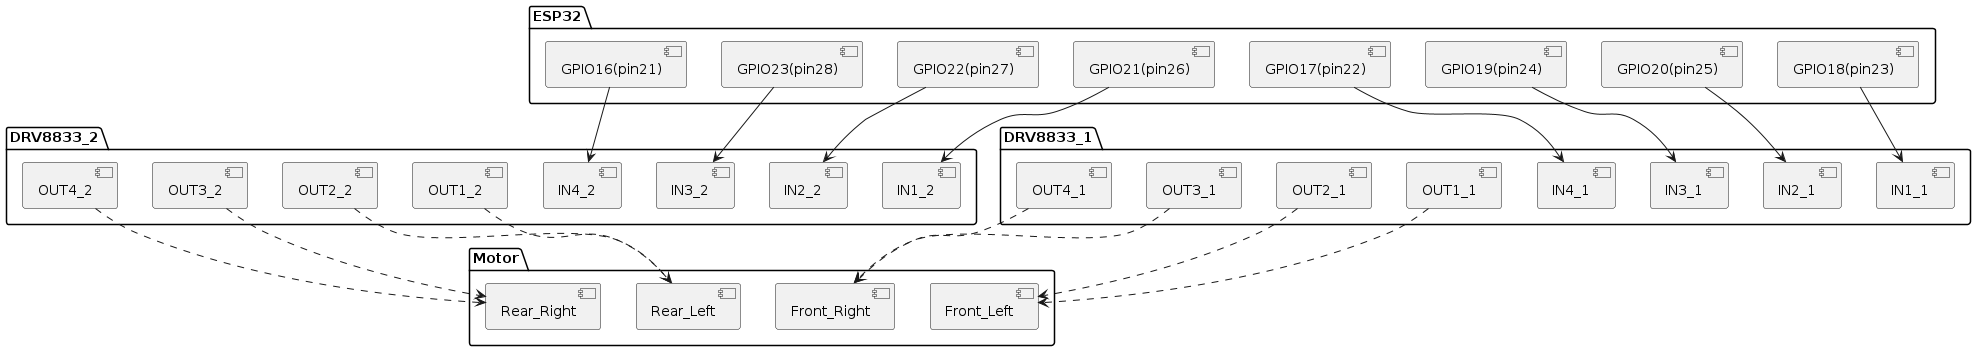 ESP32
GPIO16(pin21)
GPIO23(pin28)
GPIO22(pin27)
GPIO21(pin26)
GPIO17(pin22)
GPIO19(pin24)
GPIO20(pin25)
GPIO18(pin23)
DRV8833_2
OUT4_2
OUT3_2
OUT2_2
OUT1_2
IN4_2
IN3_2
IN2_2
IN1_2
DRV8833_1
OUT4_1
OUT3_1
OUT2_1
OUT1_1
IN4_1
IN3_1
IN2_1
IN1_1
Motor
Rear_Right
Rear_Left
Front_Right
Front_Left